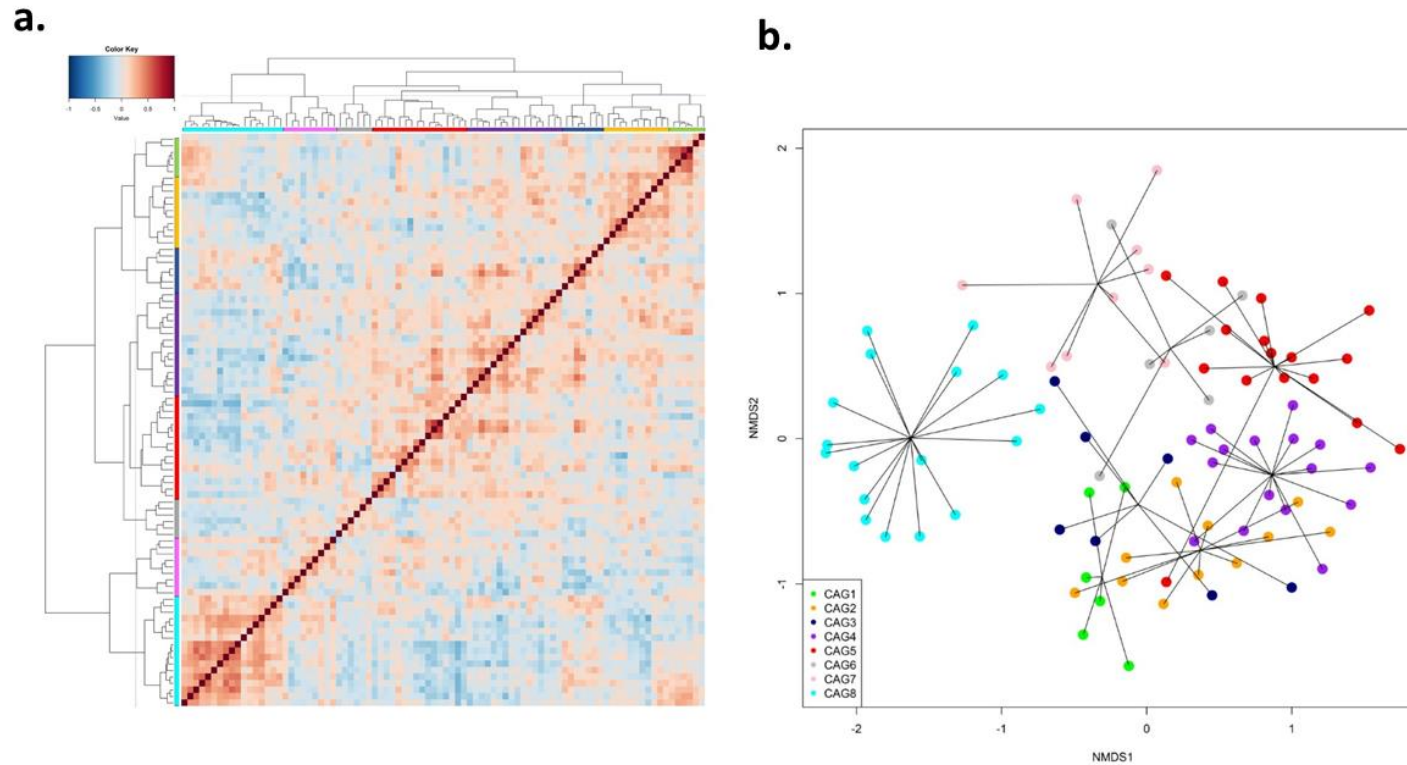 a.
Color Key
-1 -0.5 0 0.5 1
Value
b.
NMDS2
2
1
0
-1
CAG1
CAG2
CAG3
CAG4
CAG5
CAG6
CAG7
CAG8
-2 -1 0 1
NMDS1